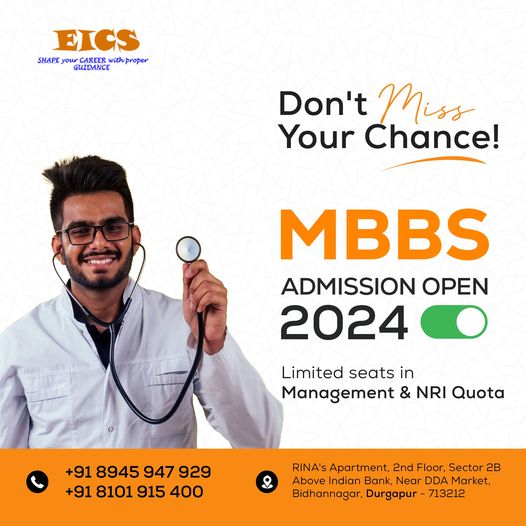 EICS
SHAPE your CAREER with proper
GUIDANCE
Don't Miss
Your Chance!
MBBS
ADMISSION OPEN
2024
Limited seats in
Management & NRI Quota
+91 8945 947 929
+91 8101 915 400
RINA's Apartment, 2nd Floor, Sector 2B
Above Indian Bank, Near DDA Market,
Bidhannagar, Durgapur - 713212